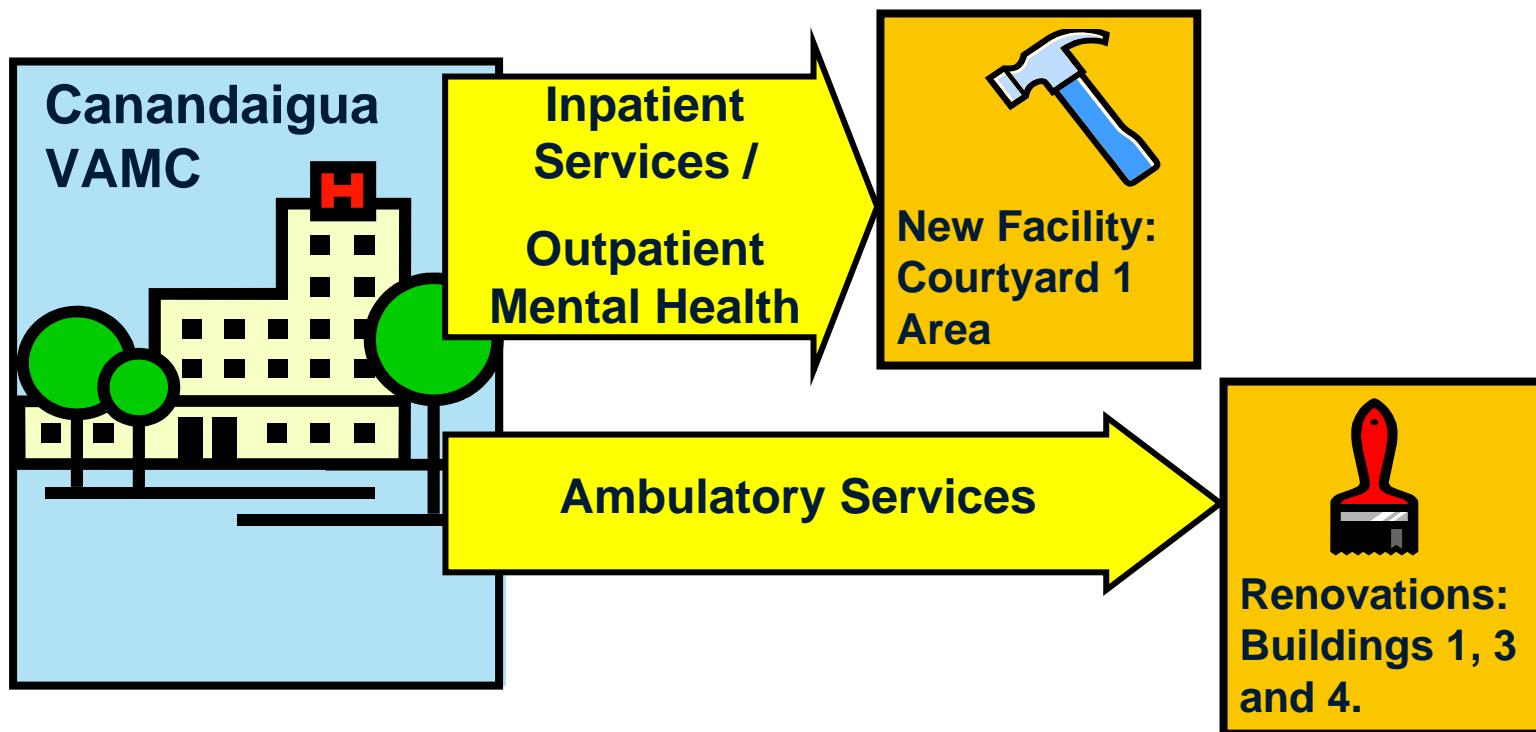 Canandaigua
VAMC
H
Inpatient
Services /
Outpatient
Mental Health
New Facility:
Courtyard 1
Area
Ambulatory Services
Renovations:
Buildings 1, 3
and 4.